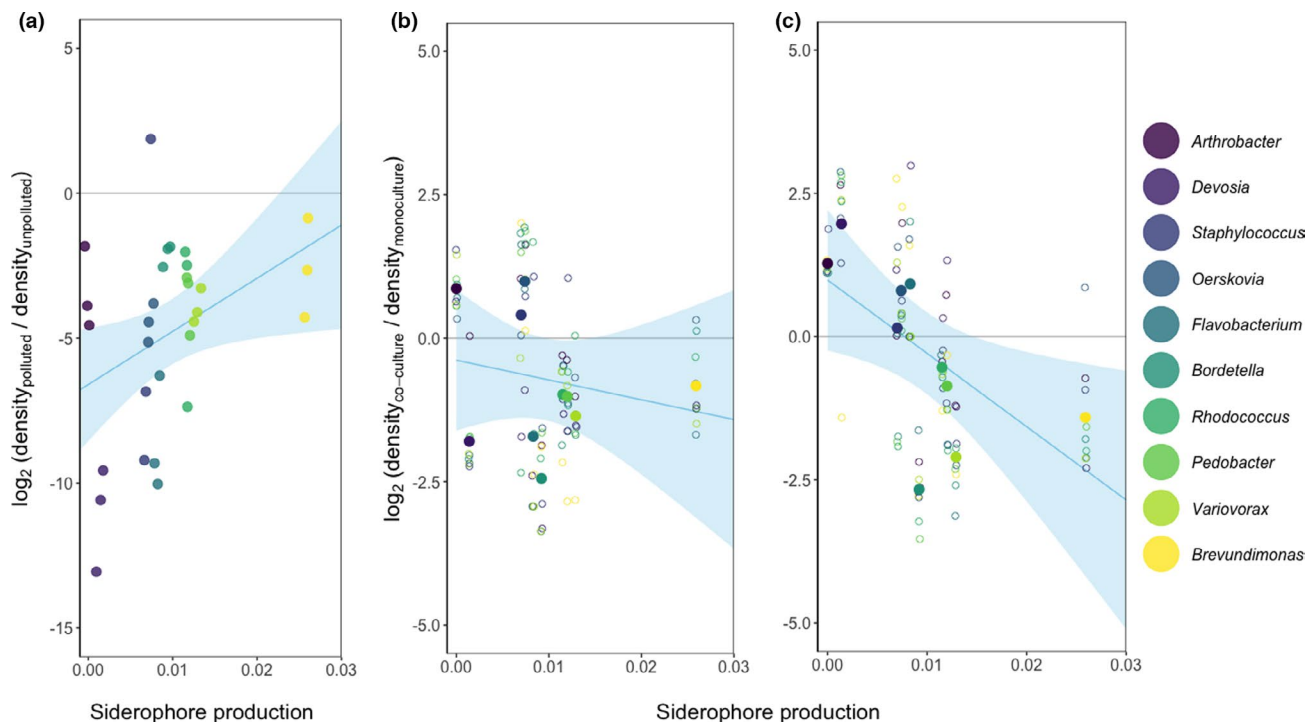 (a)
(b)
(c)
log2 (densitypolluted / densityunpolluted)
5
0
-5
-10
-15
0.00 0.01 0.02 0.03
Siderophore production
log2 (densityco-culture / densitymonoculture)
5.0
2.5
0.0
-2.5
-5.0
0.00 0.01 0.02 0.03
5.0
2.5
0.0
-2.5
-5.0
0.00 0.01 0.02 0.03
Siderophore production
Arthrobacter
Devosia
Staphylococcus
Oerskovia
Flavobacterium
Bordetella
Rhodococcus
Pedobacter
Variovorax
Brevundimonas